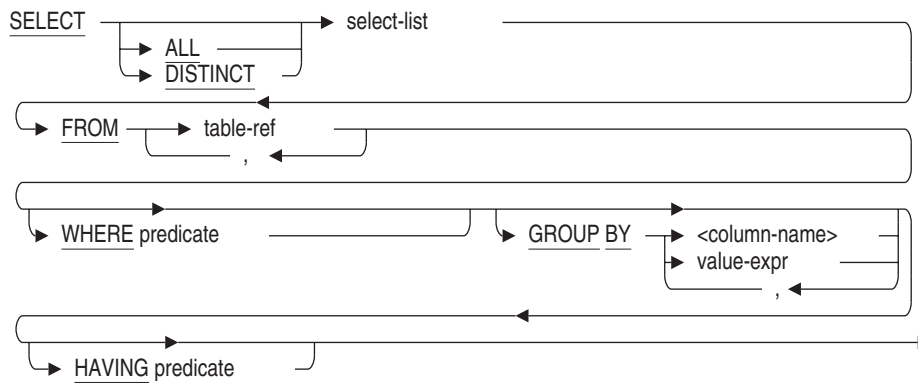 SELECT select-list
ALL
DISTINCT
FROM table-ref
,
WHERE predicate GROUP BY <column-name>
value-expr
,
HAVING predicate